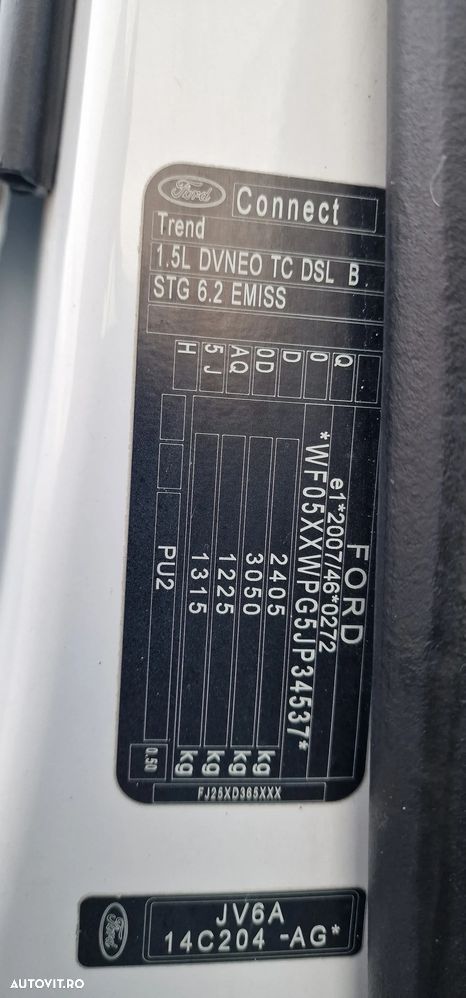 Ford
Connect
Trend
1.5L DVNEO TC DSL B
STG 6.2 EMISS
H 5J AQ 0D D 0 Q
FORD
e1*2007/46*0272
*WF05XXWPG5JP34537*
2405 kg
3050 kg
1225 kg
1315 kg
PU2
0.50
FJ25XD365XXX
Ford
JV6A
14C204 -AG*
AUTOVIT.RO